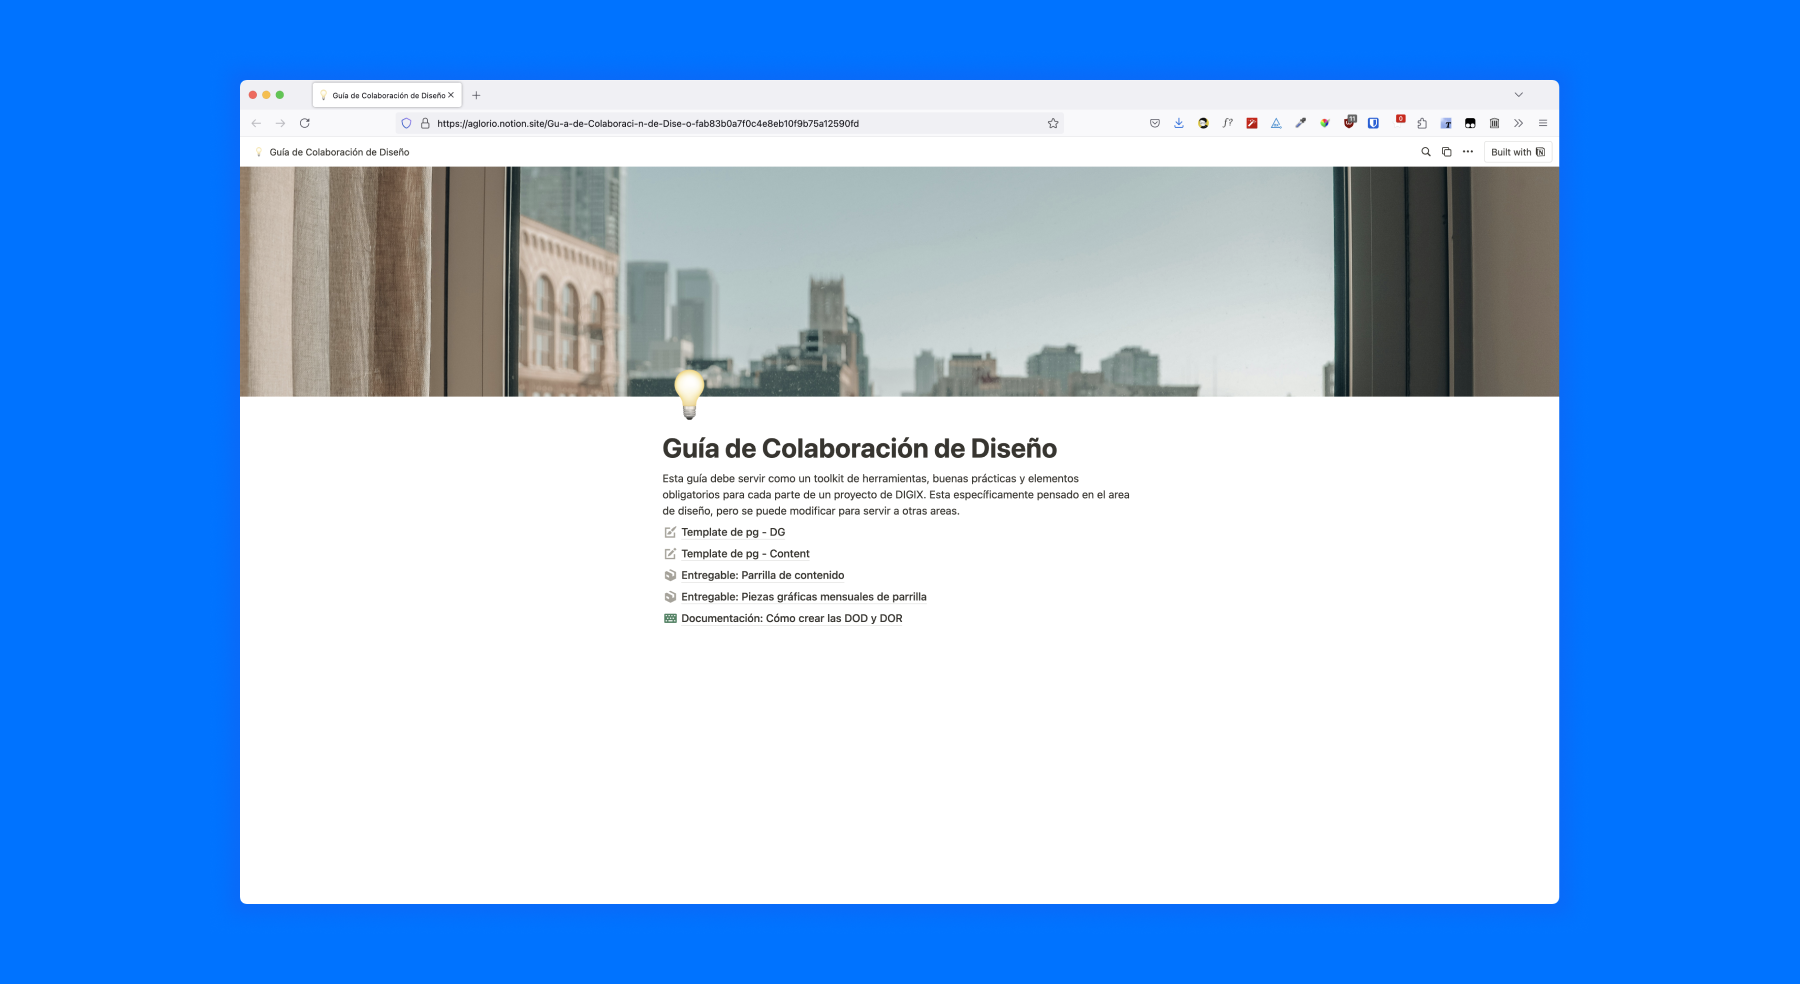 Guía de Colaboración de Diseño
https://aglorio.notion.site/Gu-a-de-Colaboraci-n-de-Dise-o-fab83b0a7f0c4e8eb10f9b75a12590fd
Guía de Colaboración de Diseño
Built with
Guía de Colaboración de Diseño
Esta guía debe servir como un toolkit de herramientas, buenas prácticas y elementos
obligatorios para cada parte de un proyecto de DIGIX. Esta específicamente pensado en el area
de diseño, pero se puede modificar para servir a otras areas.
Template de pg - DG
Template de pg - Content
Entregable: Parrilla de contenido
Entregable: Piezas gráficas mensuales de parrilla
Documentación: Cómo crear las DOD y DOR